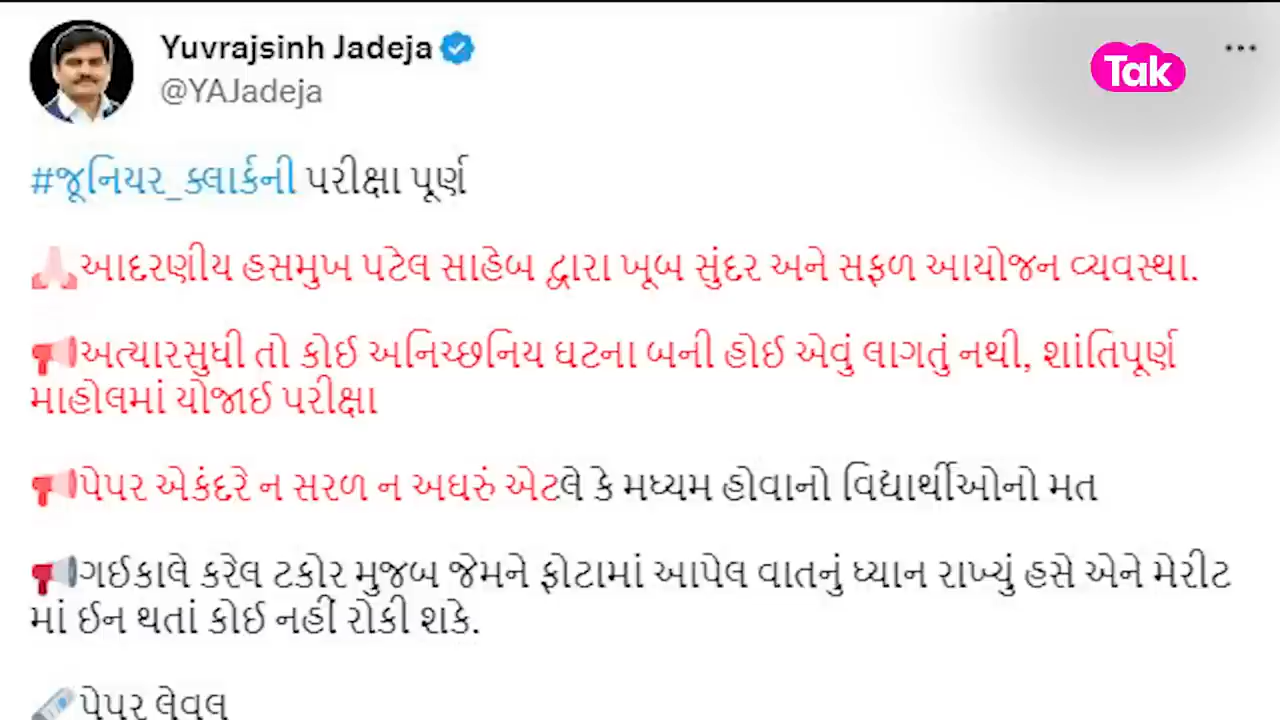 Yuvrajsinh Jadeja
Tak
@YAJadeja
#જૂનિયર_ક્લાર્કની પરીક્ષા પૂર્ણ
આદરણીય હસમુખ પટેલ સાહેબ દ્વારા ખૂબ સુંદર અને સફળ આયોજન વ્યવસ્થા.
અત્યારસુધી તો કોઈ અનિચ્છનિય ઘટના બની હોઈ એવું લાગતું નથી, શાંતિપૂર્ણ
માહોલમાં યોજાઈ પરીક્ષા
પેપર એકંદરે ન સરળ ન અઘરું એટલે કે મધ્યમ હોવાનો વિદ્યાર્થીઓનો મત
ગઈકાલે કરેલ ટકોર મુજબ જેમને ફોટામાં આપેલ વાતનું ધ્યાન રાખ્યું હસે એને મેરીટ
માં ઈન થતાં કોઈ નહીં રોકી શકે.
પેપર લેવલ